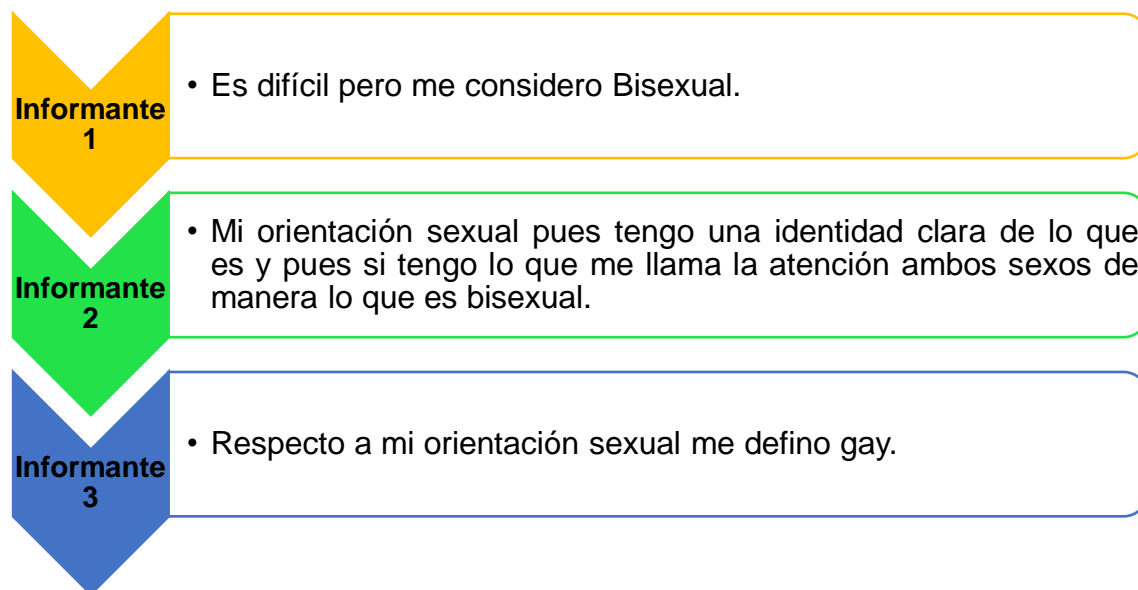 Informante
1
• Es difícil pero me considero Bisexual.
Informante
2
• Mi orientación sexual pues tengo una identidad clara de lo que
es y pues si tengo lo que me llama la atención ambos sexos de
manera lo que es bisexual.
Informante
3
• Respecto a mi orientación sexual me defino gay.